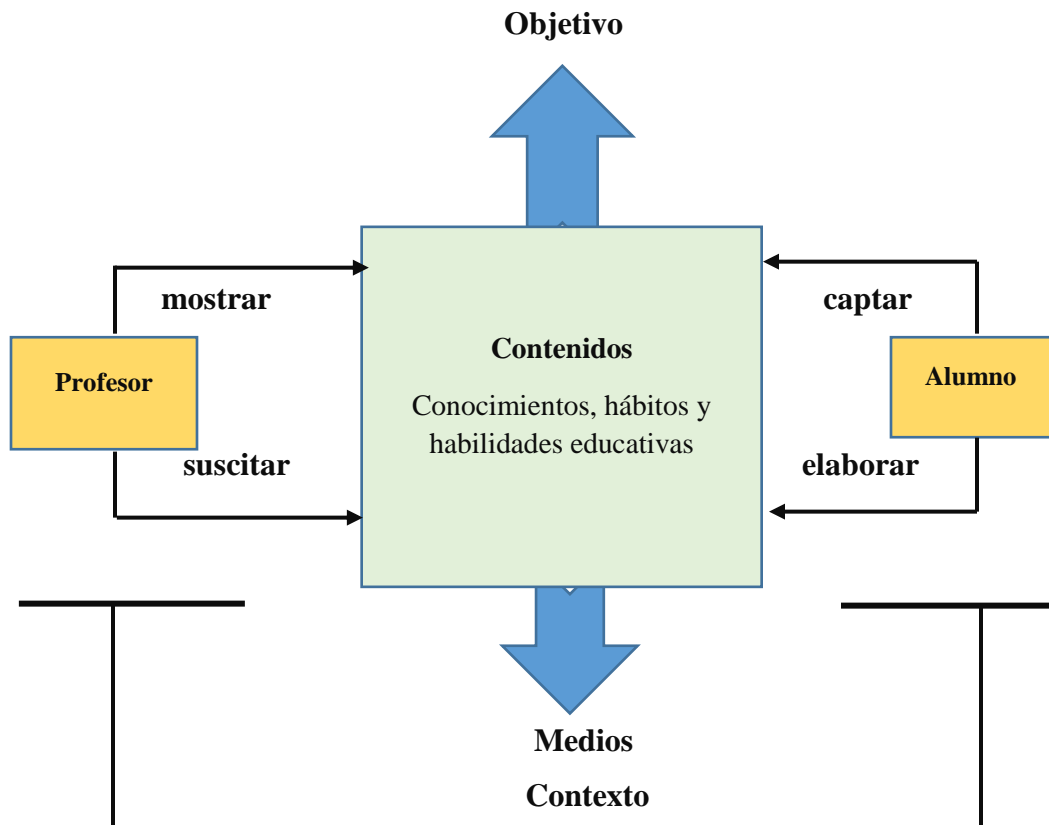 Objetivo
mostrar
captar
Profesor
Contenidos
Conocimientos, hábitos y
habilidades educativas
Alumno
suscitar
elaborar
Medios
Contexto